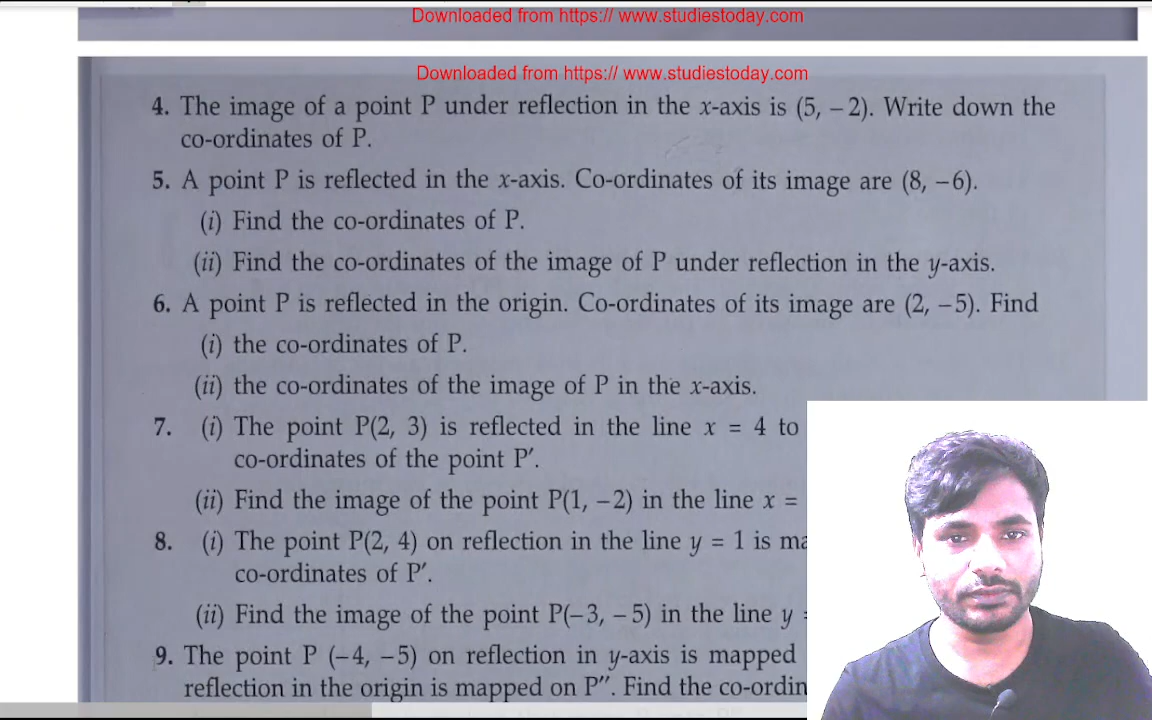 Downloaded from https:// www.studiestoday.com
Downloaded from https:// www.studiestoday.com
4. The image of a point P under reflection in the x-axis is (5, −2). Write down the
co-ordinates of P.
5. A point P is reflected in the x-axis. Co-ordinates of its image are (8, −6).
(i) Find the co-ordinates of P.
(ii) Find the co-ordinates of the image of P under reflection in the y-axis.
6. A point P is reflected in the origin. Co-ordinates of its image are (2, −5). Find
(i) the co-ordinates of P.
(ii) the co-ordinates of the image of P in the x-axis.
7. (i) The point P(2, 3) is reflected in the line x = 4 to
co-ordinates of the point P′.
(ii) Find the image of the point P(1, −2) in the line x =
8. (i) The point P(2, 4) on reflection in the line y = 1 is
co-ordinates of P′.
(ii) Find the image of the point P(−3, −5) in the line y
9. The point P (−4, −5) on reflection in y-axis is mapped
reflection in the origin is mapped on P″. Find the